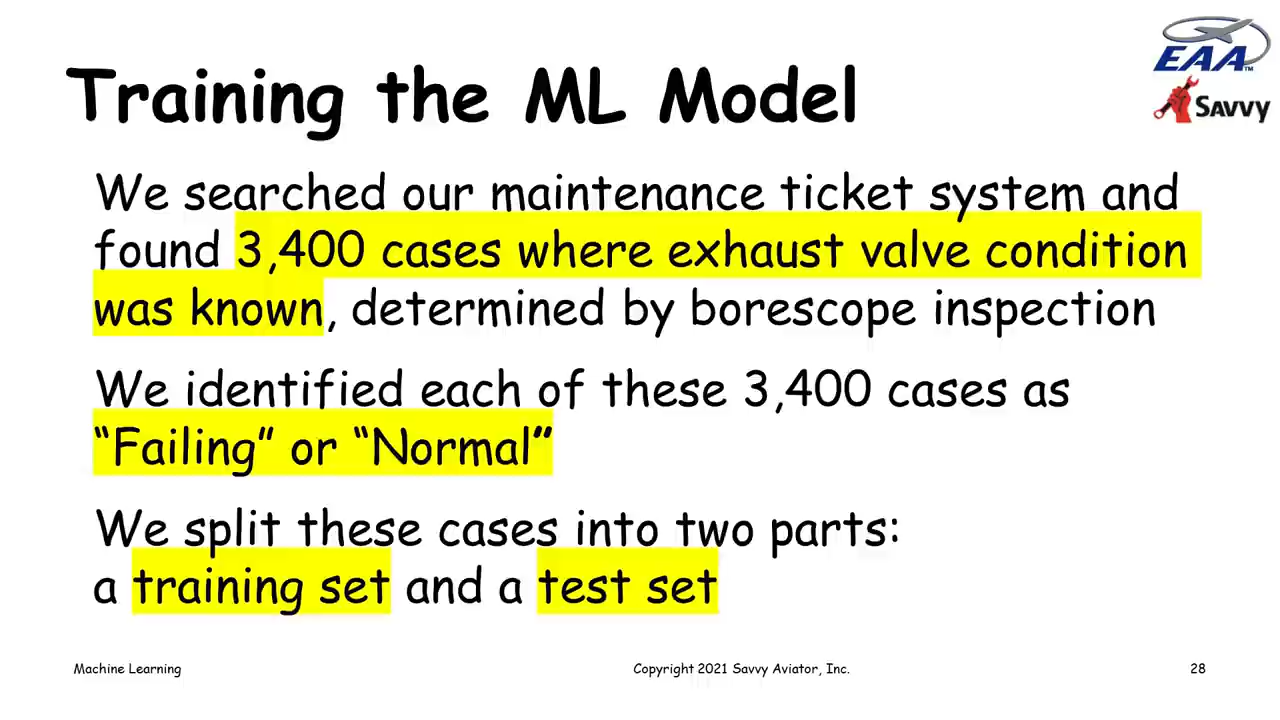 EAA™
Training the ML Model
Savvy
We searched our maintenance ticket system and
found 3,400 cases where exhaust valve condition
was known, determined by borescope inspection
We identified each of these 3,400 cases as
“Failing” or “Normal”
We split these cases into two parts:
a training set and a test set
Machine Learning
Copyright 2021 Savvy Aviator, Inc.
28